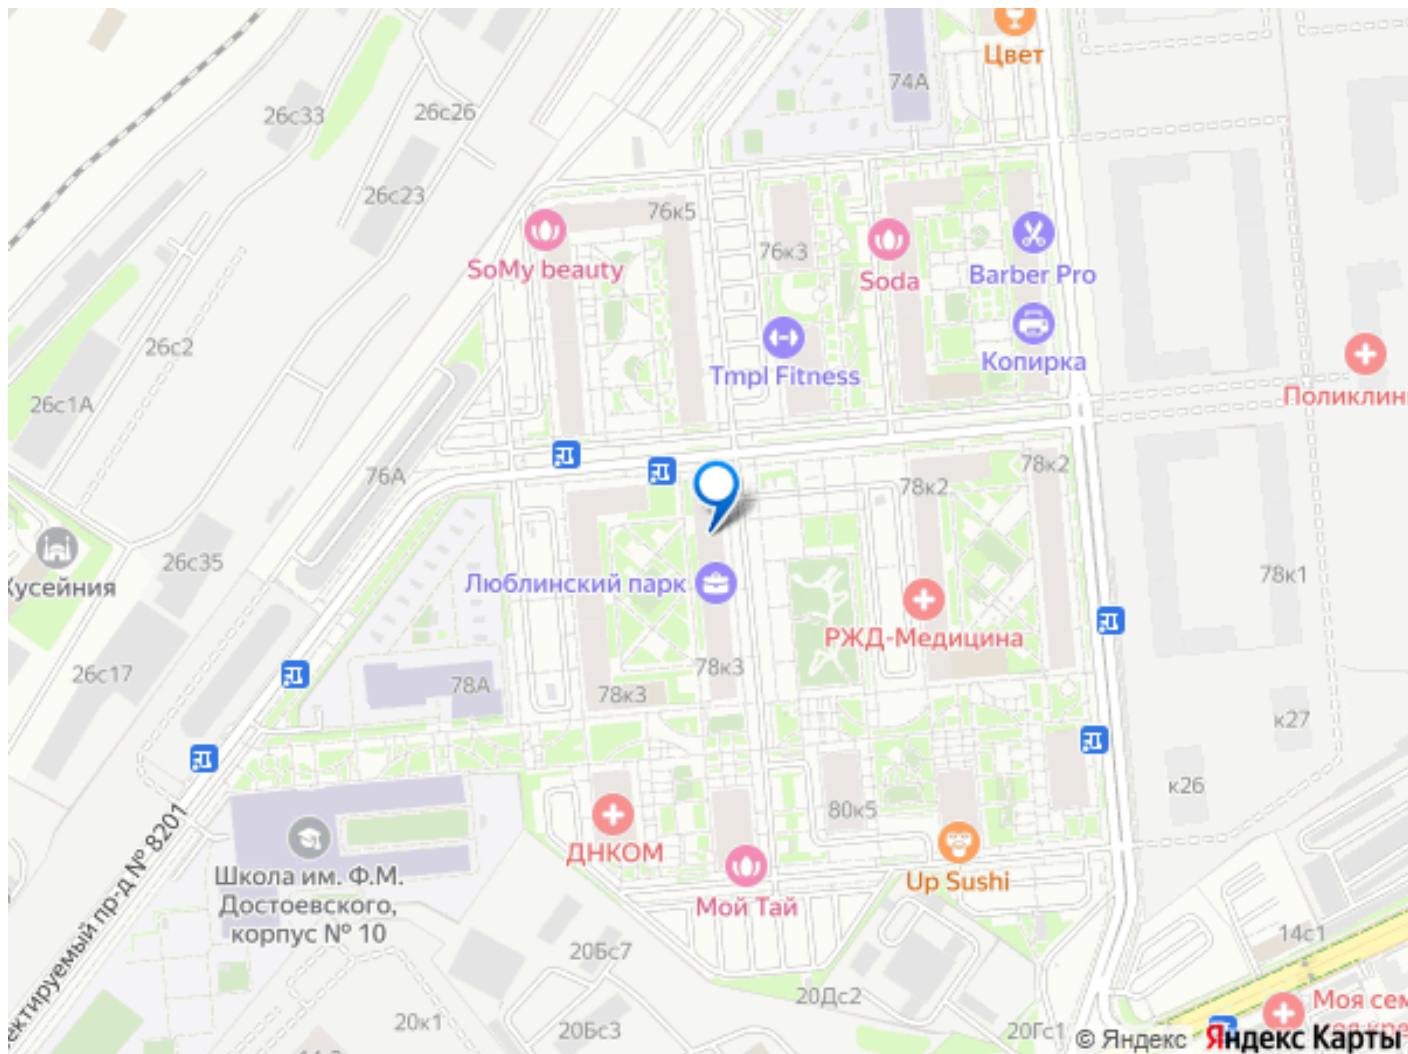 Цвет
74А
26с33
26с26
26с23
76к5
76к3
SoMy beauty
Soda
Barber Pro
26с2
Tmpl Fitness
Копирка
26с1А
Поликлин
76А
78к2
78к2
26с35
Хусейния
Люблинский парк
78к1
РЖД-Медицина
26с17
78А
78к3
78к3
к27
к26
80к5
ектируемый пр-д № 8201
ДНКОМ
Школа им. Ф.М.
Достоевского,
корпус № 10
Up Sushi
Мой Тай
14с1
20Бс7
20Дс2
Моя сем
20к1
20Бс3
20Гс1
© Яндекс Яндекс Карты